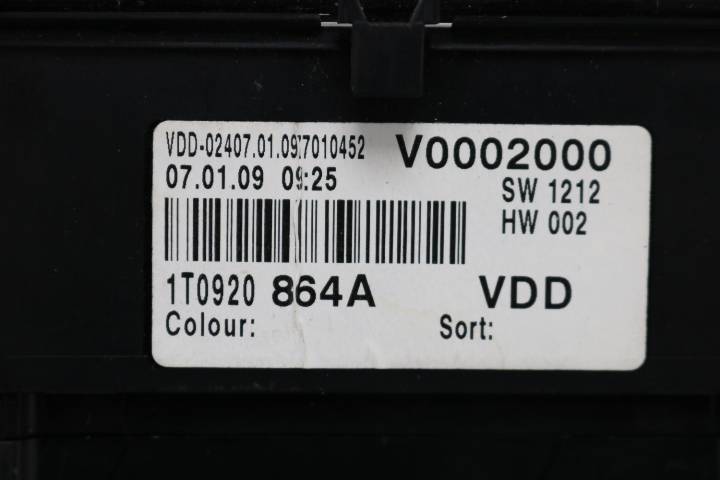 VDD-02407.01.097010452 V0002000
07.01.09 09:25 SW 1212
HW 002
1T0920 864A VDD
Colour: Sort: